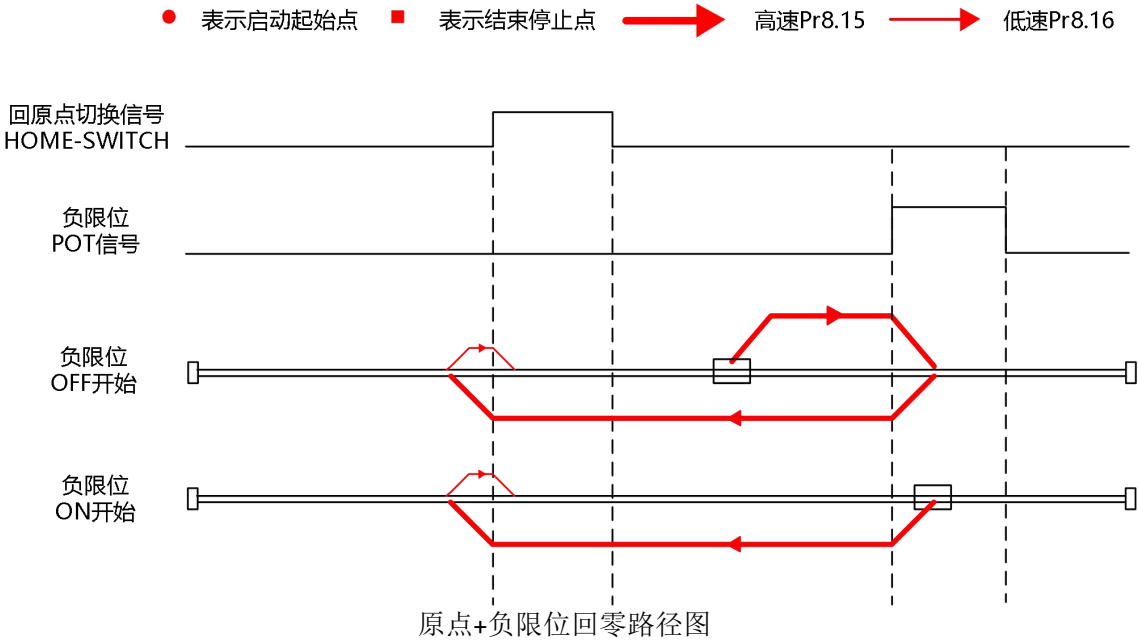 表示启动起始点 表示结束停止点 高速Pr8.15 低速Pr8.16
回原点切换信号
HOME-SWITCH
负限位
POT信号
负限位
OFF开始
负限位
ON开始
原点+负限位回零路径图